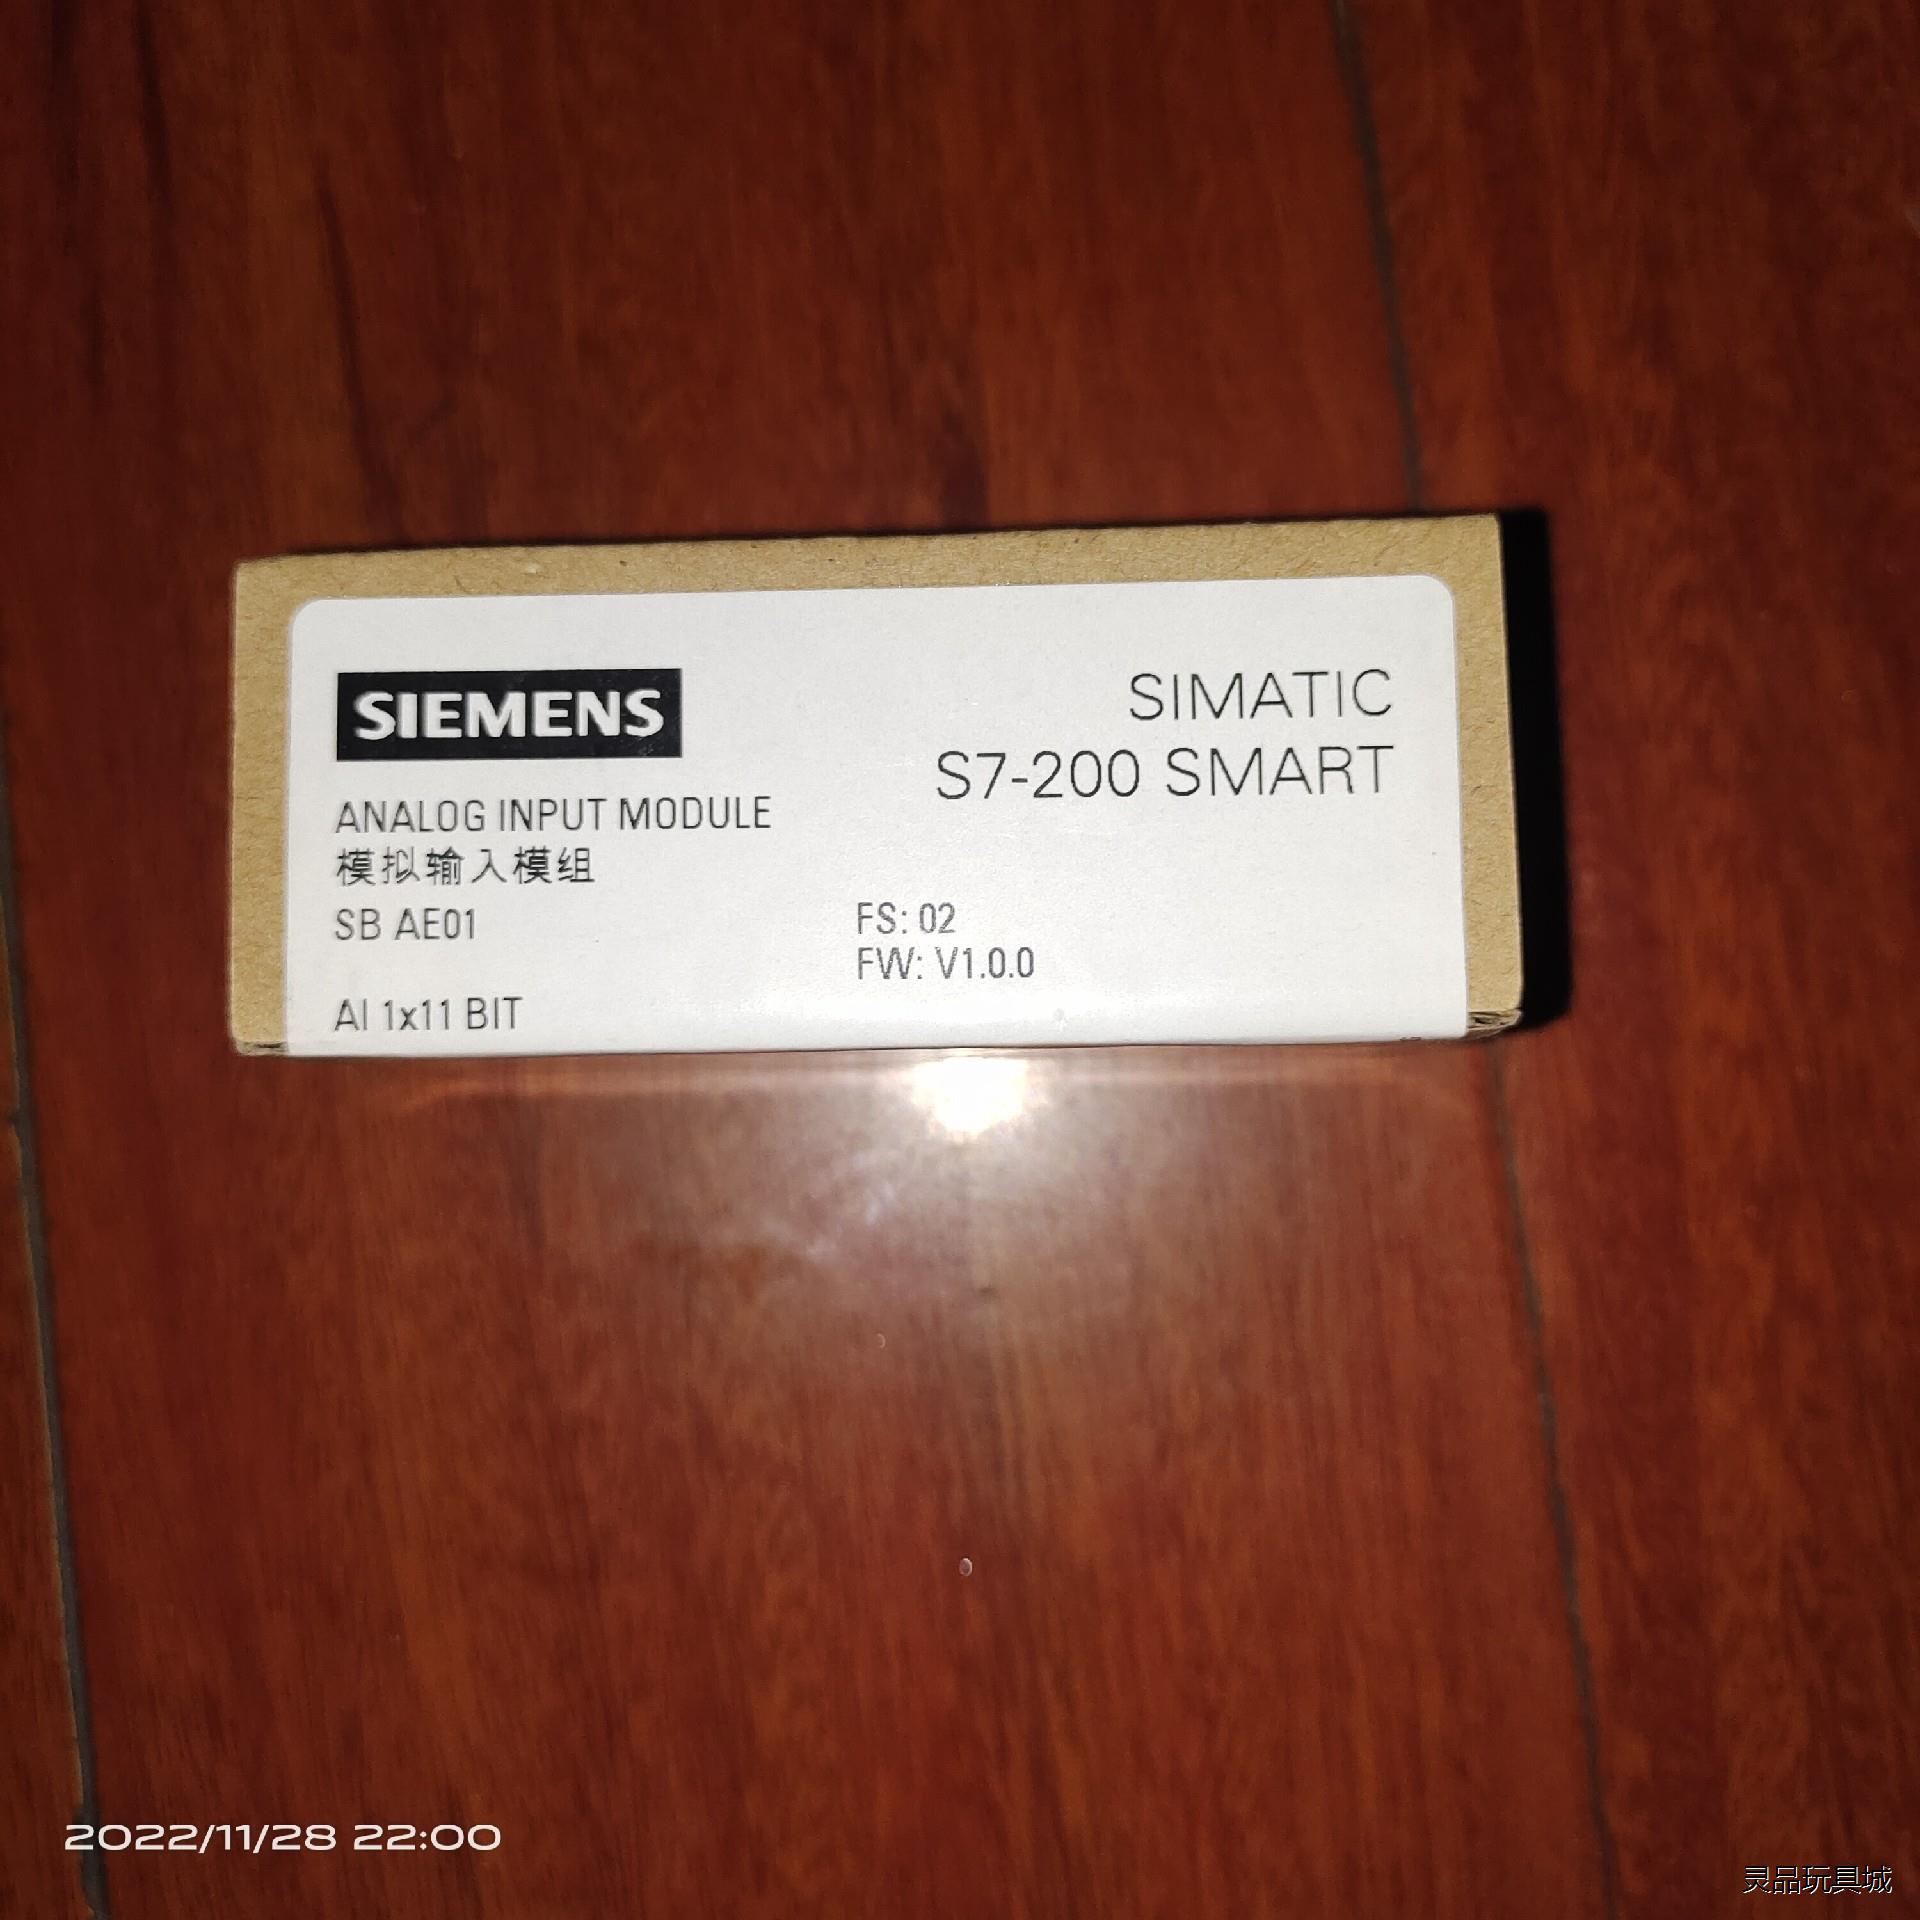 SIEMENS
SIMATIC
S7-200 SMART
ANALOG INPUT MODULE
模拟输入模组
SB AE01
FS: 02
FW: V1.0.0
AI 1x11 BIT
2022/11/28 22:00
灵品玩具城